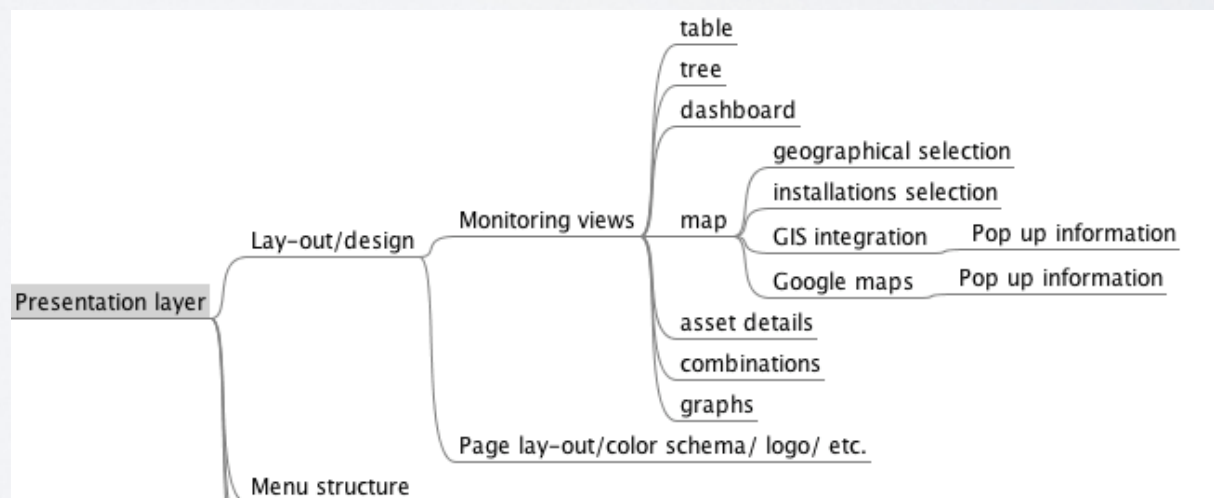 table
tree
dashboard
geographical selection
installations selection
Monitoring views
map
Lay-out/design
GIS integration
Pop up information
Google maps
Pop up information
Presentation layer
asset details
combinations
graphs
Page lay-out/color schema/ logo/ etc.
Menu structure